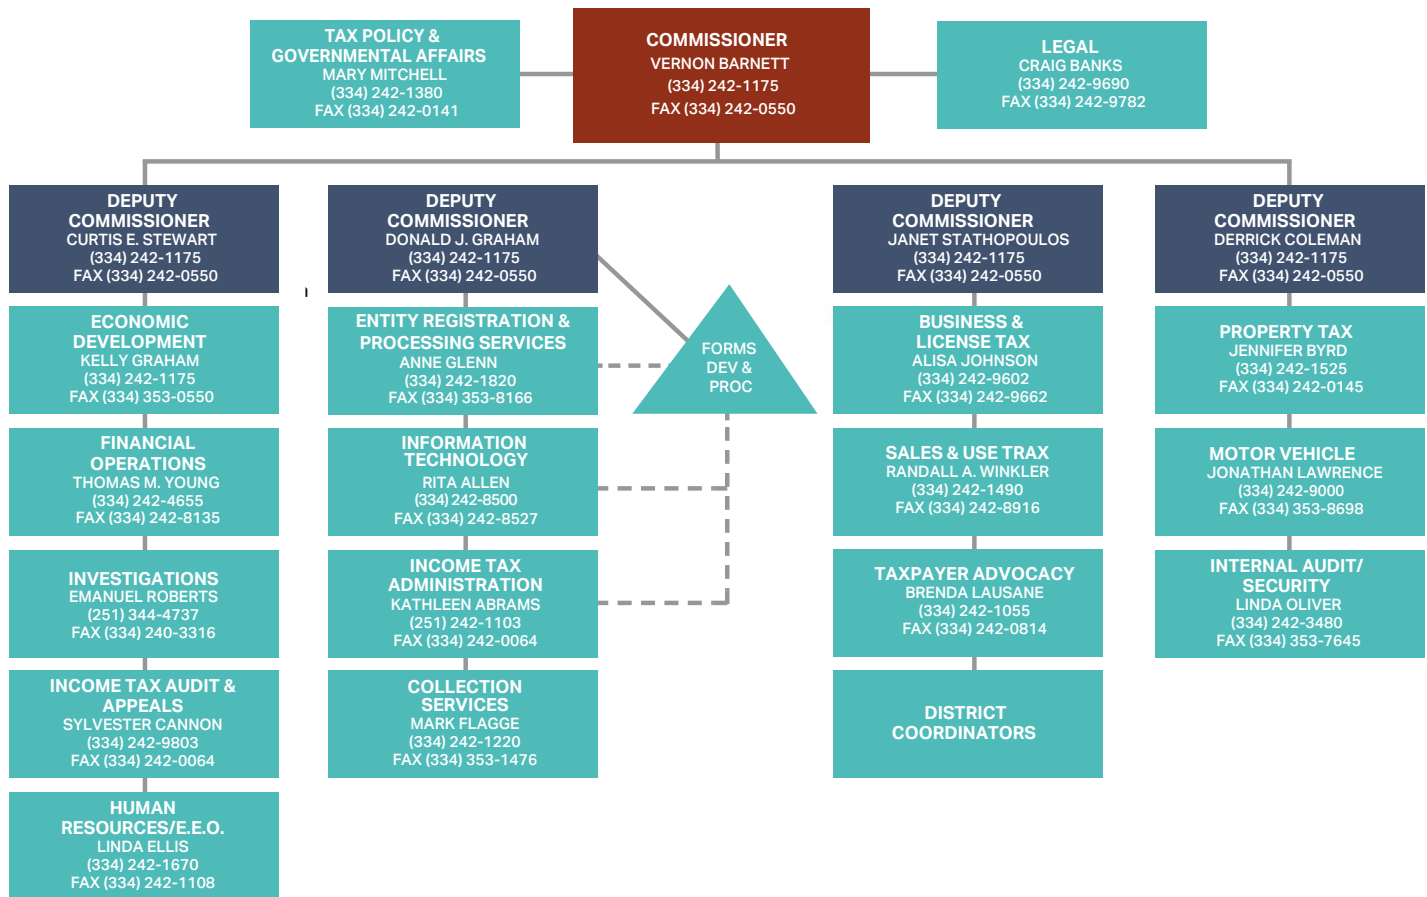 TAX POLICY &
GOVERNMENTAL AFFAIRS
MARY MITCHELL
(334) 242-1380
FAX (334) 242-0141
COMMISSIONER
VERNON BARNETT
(334) 242-1175
FAX (334) 242-0550
LEGAL
CRAIG BANKS
(334) 242-9690
FAX (334) 242-9782
DEPUTY
COMMISSIONER
CURTIS E. STEWART
(334) 242-1175
FAX (334) 242-0550
ECONOMIC
DEVELOPMENT
KELLY GRAHAM
(334) 242-1175
FAX (334) 353-0550
FINANCIAL
OPERATIONS
THOMAS M. YOUNG
(334) 242-4655
FAX (334) 242-8135
INVESTIGATIONS
EMANUEL ROBERTS
(251) 344-4737
FAX (334) 240-3316
INCOME TAX AUDIT &
APPEALS
SYLVESTER CANNON
(334) 242-9803
FAX (334) 242-0064
HUMAN
RESOURCES/E.E.O.
LINDA ELLIS
(334) 242-1670
FAX (334) 242-1108
DEPUTY
COMMISSIONER
DONALD J. GRAHAM
(334) 242-1175
FAX (334) 242-0550
ENTITY REGISTRATION &
PROCESSING SERVICES
ANNE GLENN
(334) 242-1820
FAX (334) 353-8166
INFORMATION
TECHNOLOGY
RITA ALLEN
(334) 242-8500
FAX (334) 242-8527
INCOME TAX
ADMINISTRATION
KATHLEEN ABRAMS
(251) 242-1103
FAX (334) 242-0064
COLLECTION
SERVICES
MARK FLAGGE
(334) 242-1220
FAX (334) 353-1476
FORMS
DEV &
PROC
DEPUTY
COMMISSIONER
JANET STATHOPOULOS
(334) 242-1175
FAX (334) 242-0550
BUSINESS &
LICENSE TAX
ALISA JOHNSON
(334) 242-9602
FAX (334) 242-9662
SALES & USE TRAX
RANDALL A. WINKLER
(334) 242-1490
FAX (334) 242-8916
TAXPAYER ADVOCACY
BRENDA LAUSANE
(334) 242-1055
FAX (334) 242-0814
DISTRICT
COORDINATORS
DEPUTY
COMMISSIONER
DERRICK COLEMAN
(334) 242-1175
FAX (334) 242-0550
PROPERTY TAX
JENNIFER BYRD
(334) 242-1525
FAX (334) 242-0145
MOTOR VEHICLE
JONATHAN LAWRENCE
(334) 242-9000
FAX (334) 353-8698
INTERNAL AUDIT/
SECURITY
LINDA OLIVER
(334) 242-3480
FAX (334) 353-7645